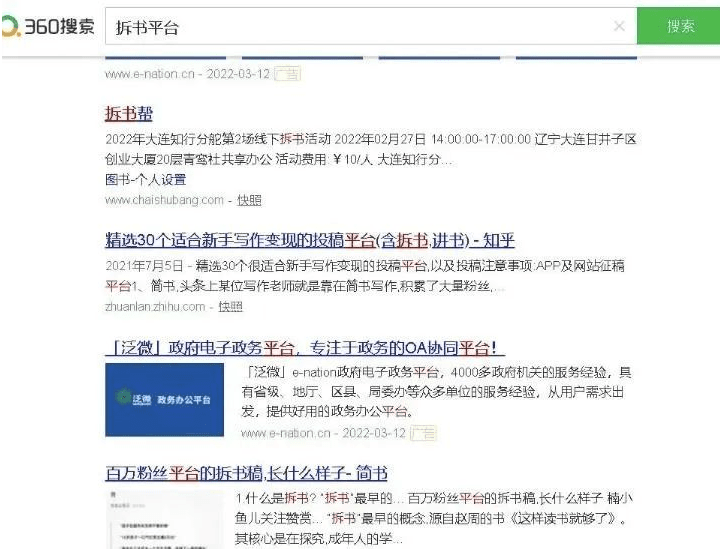 360搜索
拆书平台
搜索
www.e-nation.cn - 2022-03-12 广告
拆书帮
2022年大连知行分舵第2场线下拆书活动 2022年02月27日 14:00:00-17:00:00 辽宁大连甘井子区
创业大厦20层青鸾社共享办公 活动费用:￥10/人 大连知行分...
图书-个人设置
www.chaishubang.com - 快照
精选30个适合新手写作变现的投稿平台(含拆书,讲书) - 知乎
2021年7月5日 - 精选30个很适合新手写作变现的投稿平台,以及投稿注意事项:APP及网站征稿
平台1、简书,头条上某位写作老师就是靠在简书写作,积累了大量粉丝,...
zhuanlan.zhihu.com - 快照
「泛微」政府电子政务平台，专注于政务的OA协同平台！
泛微 政务办公平台
「泛微」e-nation政府电子政务平台，4000多政府机关的服务经验，具
有省级、地厅、区县、局委办等众多单位的服务经验，从用户需求出
发，提供好用的政务办公平台。
www.e-nation.cn - 2022-03-12 广告
百万粉丝平台的拆书稿,长什么样子- 简书
1.什么是拆书? "拆书"最早的... 百万粉丝平台的拆书稿,长什么样子 楠小
鱼儿关注赞赏... "拆书"最早的概念,源自赵周的书《这样读书就够了》。
其核心是在探究,成年人的学...